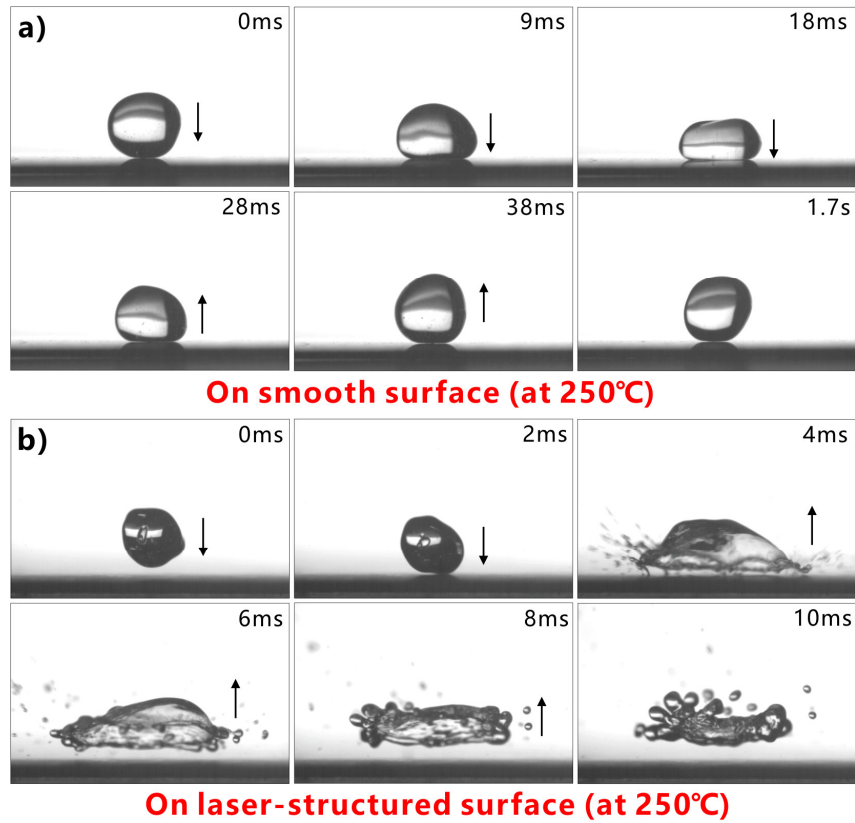 a)
0ms
9ms
18ms
28ms
38ms
1.7s
On smooth surface (at 250℃)
b)
0ms
2ms
4ms
6ms
8ms
10ms
On laser-structured surface (at 250℃)